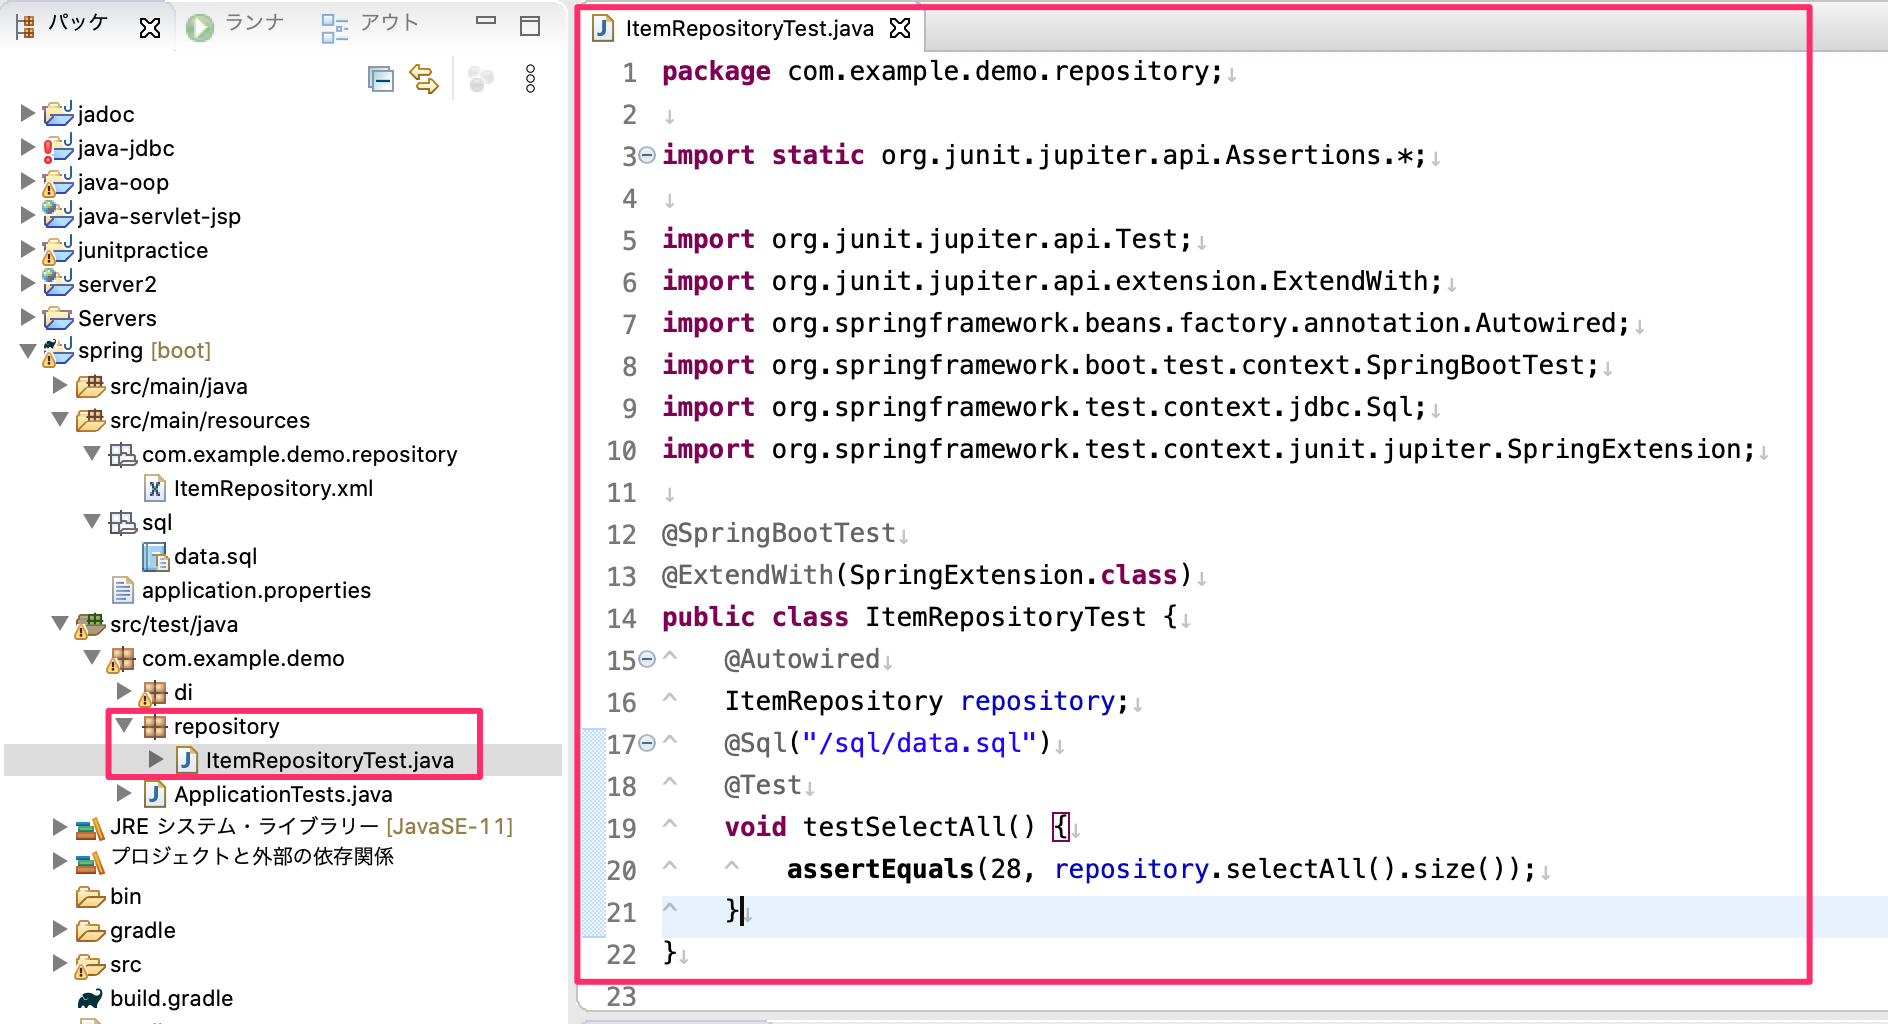 パッケ
ランナ
アウト
jadoc
java-jdbc
java-oop
java-servlet-jsp
junitpractice
server2
Servers
spring [boot]
src/main/java
src/main/resources
com.example.demo.repository
ItemRepository.xml
sql
data.sql
application.properties
src/test/java
com.example.demo
di
repository
ItemRepositoryTest.java
ApplicationTests.java
JRE システム・ライブラリー [JavaSE-11]
プロジェクトと外部の依存関係
bin
gradle
src
build.gradle
ItemRepositoryTest.java
1 package com.example.demo.repository;↓
2 ↓
3 import static org.junit.jupiter.api.Assertions.*;↓
4 ↓
5 import org.junit.jupiter.api.Test;↓
6 import org.junit.jupiter.api.extension.ExtendWith;↓
7 import org.springframework.beans.factory.annotation.Autowired;↓
8 import org.springframework.boot.test.context.SpringBootTest;↓
9 import org.springframework.test.context.jdbc.Sql;↓
10 import org.springframework.test.context.junit.jupiter.SpringExtension;↓
11 ↓
12 @SpringBootTest↓
13 @ExtendWith(SpringExtension.class)↓
14 public class ItemRepositoryTest {↓
15 ^ @Autowired↓
16 ^ ItemRepository repository;↓
17 ^ @Sql("/sql/data.sql")↓
18 ^ @Test↓
19 ^ void testSelectAll() {↓
20 ^ ^ assertEquals(28, repository.selectAll().size());↓
21 ^ }↓
22 }↓
23